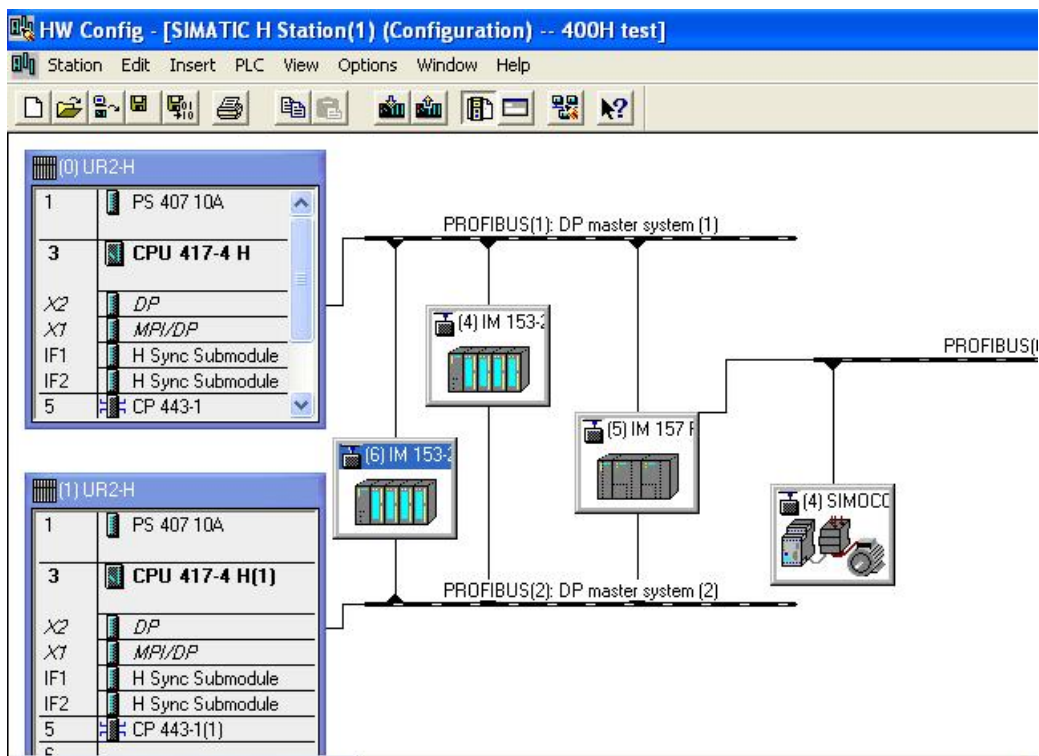 HW Config - [SIMATIC H Station(1) (Configuration) -- 400H test]
Station Edit Insert PLC View Options Window Help
(0) UR2-H
1 PS 407 10A
3 CPU 417-4 H
X2 DP
X1 MPI/DP
IF1 H Sync Submodule
IF2 H Sync Submodule
5 CP 443-1
PROFIBUS(1): DP master system (1)
(4) IM 153-2
PROFIBUS(
(5) IM 157
(6) IM 153-2
(4) SIMOCO
(1) UR2-H
1 PS 407 10A
3 CPU 417-4 H(1)
X2 DP
X1 MPI/DP
IF1 H Sync Submodule
IF2 H Sync Submodule
5 CP 443-1(1)
PROFIBUS(2): DP master system (2)